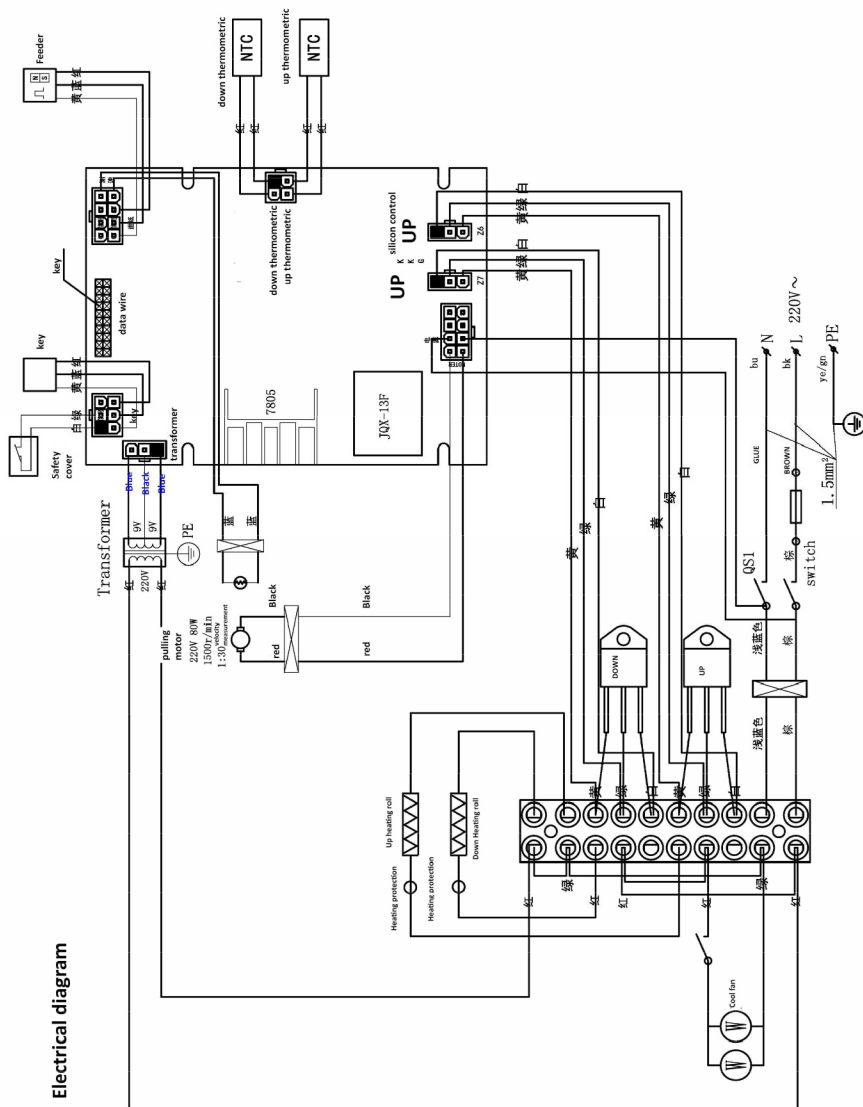 Electrical diagram
Feeder
N
S
黄
蓝
红
key
黄
蓝
红
Safety
cover
白
绿
key
data wire
key
transformer
Blue
Black
Blue
Transformer
9V
9V
220V
红
红
PE
蓝
蓝
pulling
motor
220V 80W
1500r/min
velocity
1:30 measurement
Black
red
Black
red
7805
JQX-13F
down thermometric
NTC
up thermometric
NTC
红
红
红
红
down thermometric
up thermometric
silicon control
UP
UP
K
K
G
Z6
Z7
黄
绿
白
黄
绿
白
黄
绿
白
黄
绿
白
bu
N
bk
L
220V～
ye/gn
PE
GLUE
BROWN
1.5mm²
QS1
棕
switch
浅蓝色
棕
浅蓝色
棕
DOWN
UP
黄
绿
白
黄
绿
白
Up heating roll
Heating protection
Down Heating roll
Heating protection
红
绿
红
红
红
绿
红
W
W
Cool fan